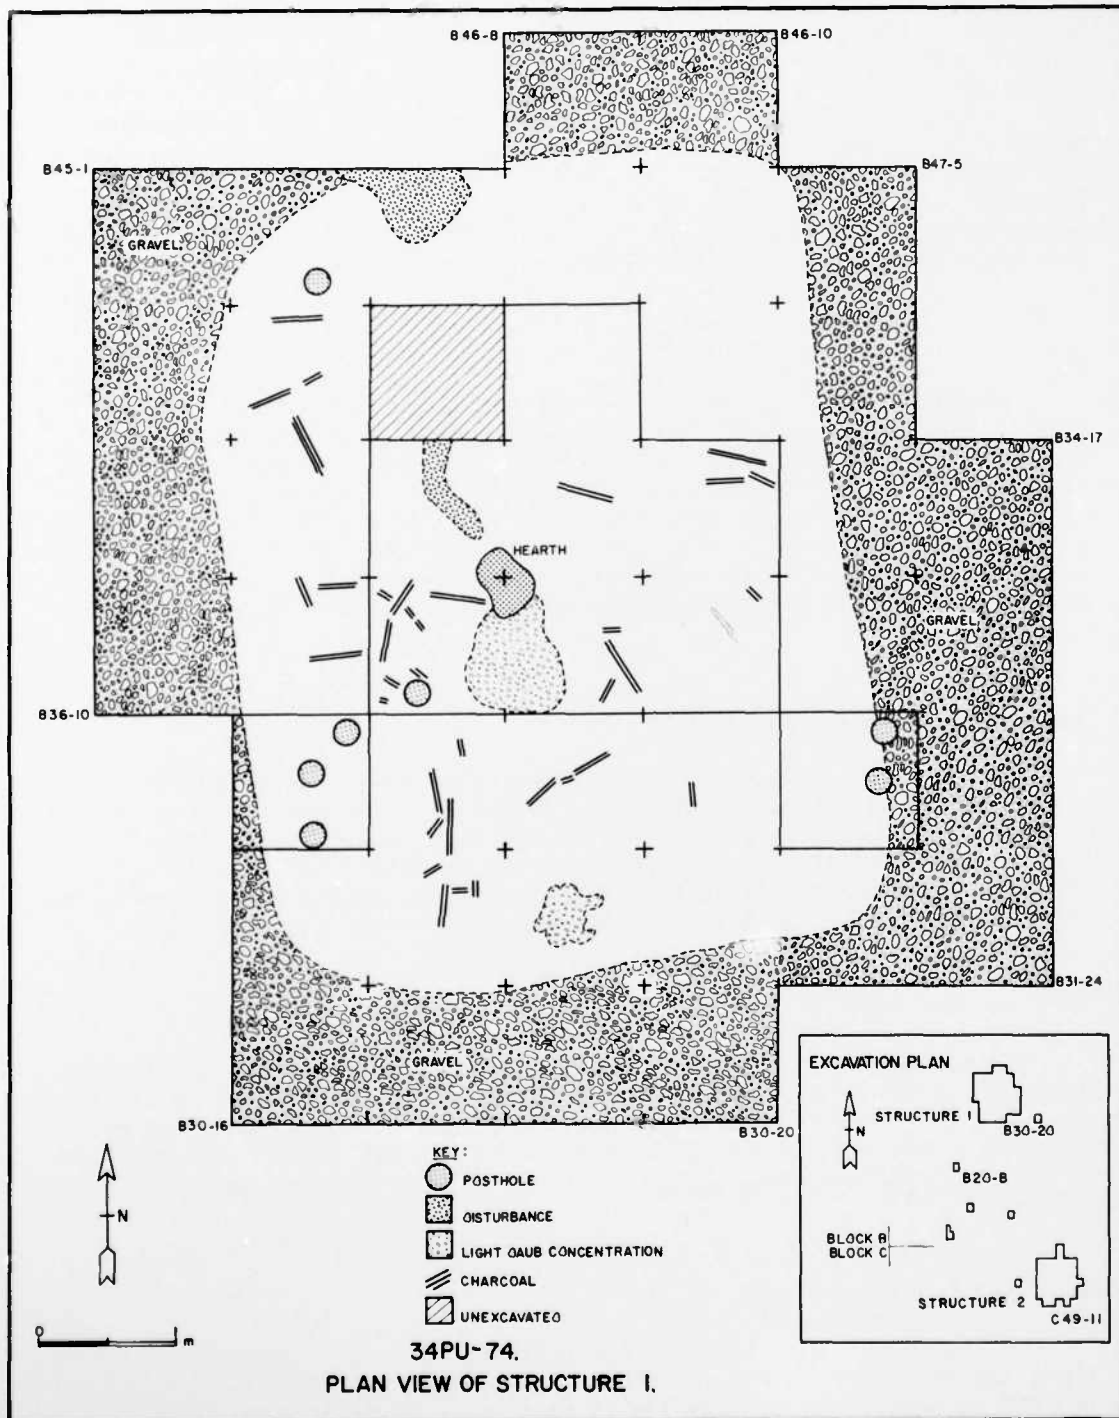 B46-8
B46-10
B45-1
B47-5
GRAVEL
B34-17
HEARTH
GRAVEL
B36-10
B31-24
GRAVEL
B30-16
B30-20
N
KEY:
POSTHOLE
DISTURBANCE
LIGHT DAUB CONCENTRATION
CHARCOAL
UNEXCAVATED
0 1
m
EXCAVATION PLAN
N
STRUCTURE 1
B30-20
B20-8
BLOCK B
BLOCK C
STRUCTURE 2
C49-11
34PU-74.
PLAN VIEW OF STRUCTURE 1.